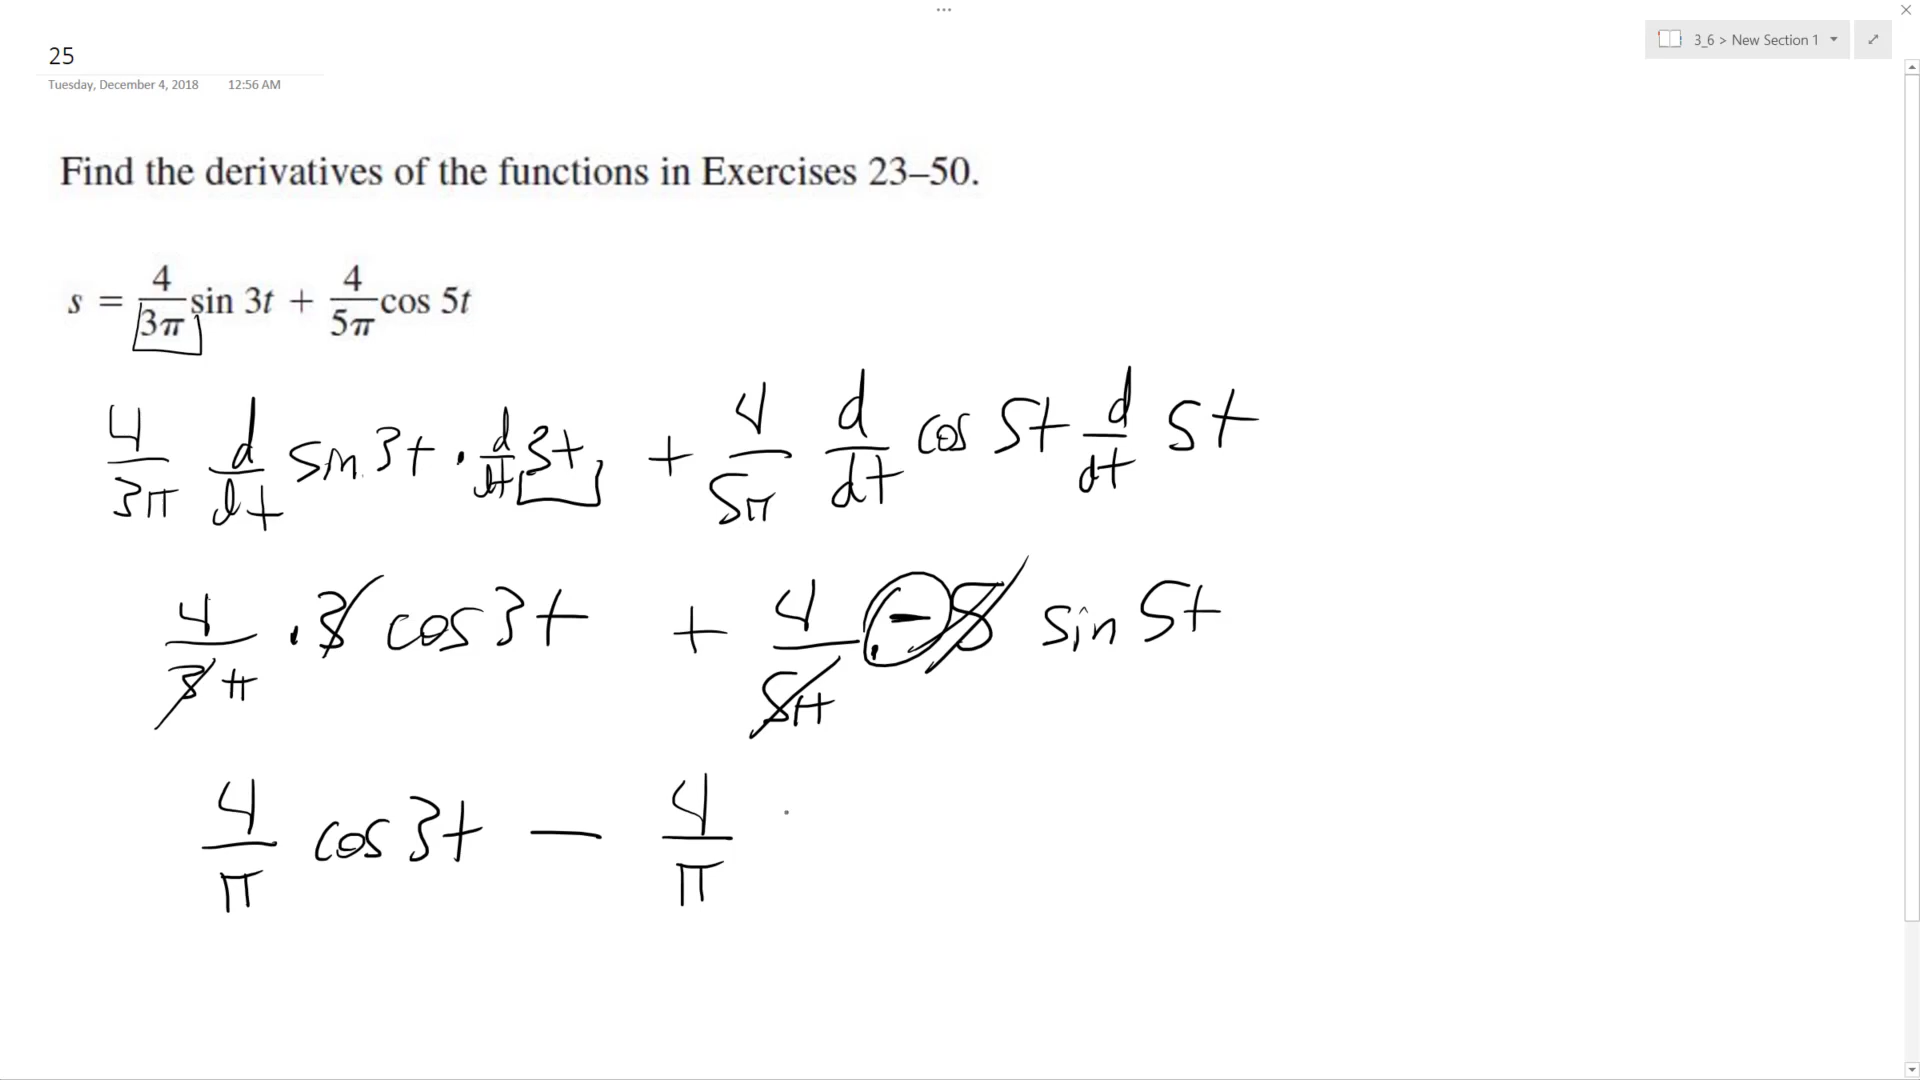 ...
3_6 > New Section 1
25
Tuesday, December 4, 2018 12:56 AM
Find the derivatives of the functions in Exercises 23–50.
s = 4/3π sin 3t + 4/5π cos 5t
4/3π d/dt sin 3t · d/dt 3t + 4/5π d/dt cos 5t d/dt 5t
4/3π · 3 cos 3t + 4/5π · -5 sin 5t
4/π cos 3t — 4/π